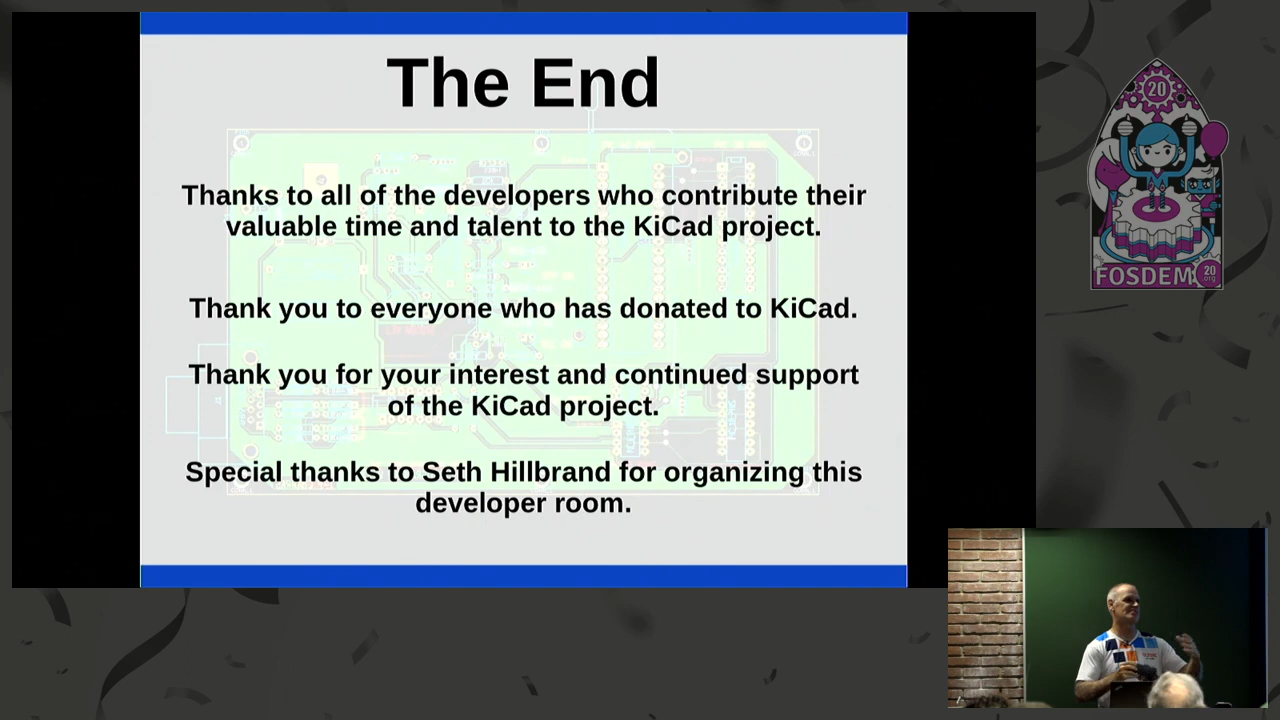 The End
Thanks to all of the developers who contribute their
valuable time and talent to the KiCad project.
Thank you to everyone who has donated to KiCad.
Thank you for your interest and continued support
of the KiCad project.
Special thanks to Seth Hillbrand for organizing this
developer room.
20
FOSDEM
20
.org